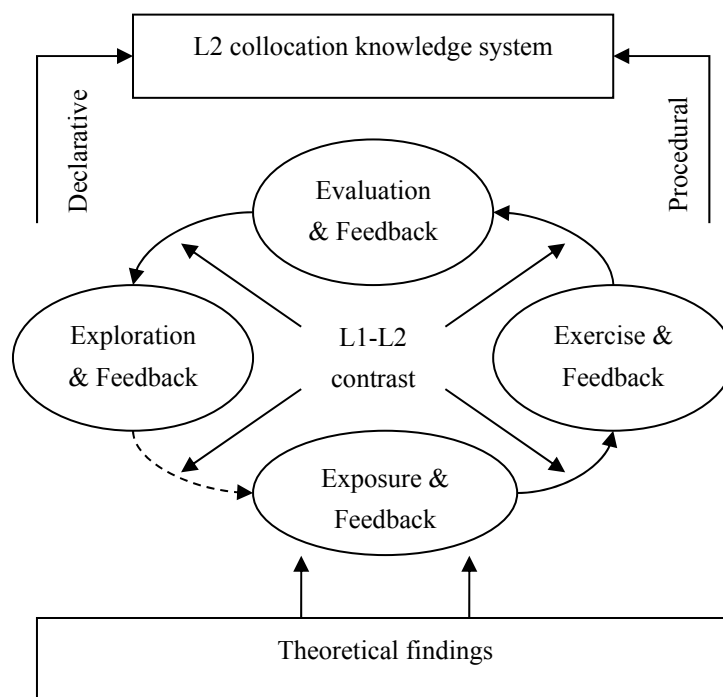 L2 collocation knowledge system
Declarative
Procedural
Evaluation
& Feedback
Exploration
& Feedback
L1-L2
contrast
Exercise &
Feedback
Exposure &
Feedback
Theoretical findings